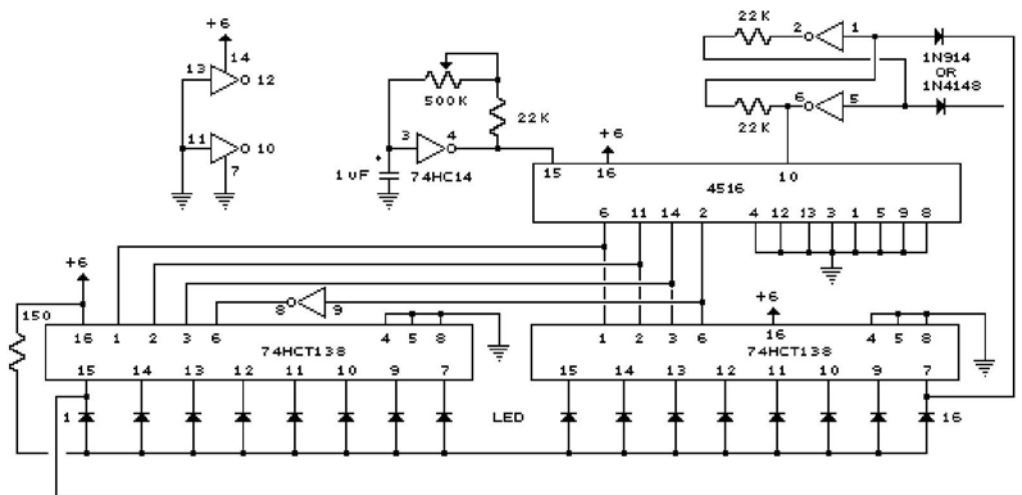 22K
2
1
+6
14
13
12
1N914
OR
1N4148
500K
22K
6
5
22K
11
10
7
3
4
+6
1uF
74HC14
15
16
10
4516
6 11 14 2 4 12 13 3 1 5 9 8
+6
8
9
+6
150
16 1 2 3 6 4 5 8
74HCT138
15 14 13 12 11 10 9 7
1 2 3 6 16 4 5 8
74HCT138
15 14 13 12 11 10 9 7
1
LED
16